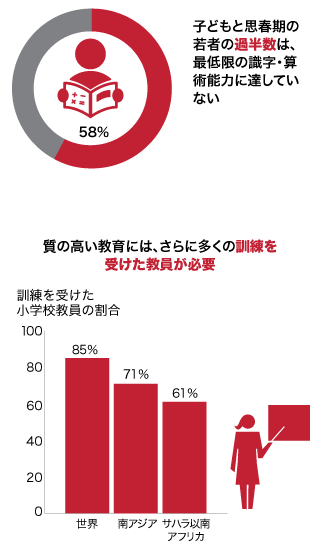 子どもと思春期の
若者の過半数は、
最低限の識字・算
術能力に達してい
ない
58%
質の高い教育には、さらに多くの訓練を
受けた教員が必要
訓練を受けた
小学校教員の割合
100
80
60
40
20
0
85%
71%
61%
世界
南アジア
サハラ以南
アフリカ